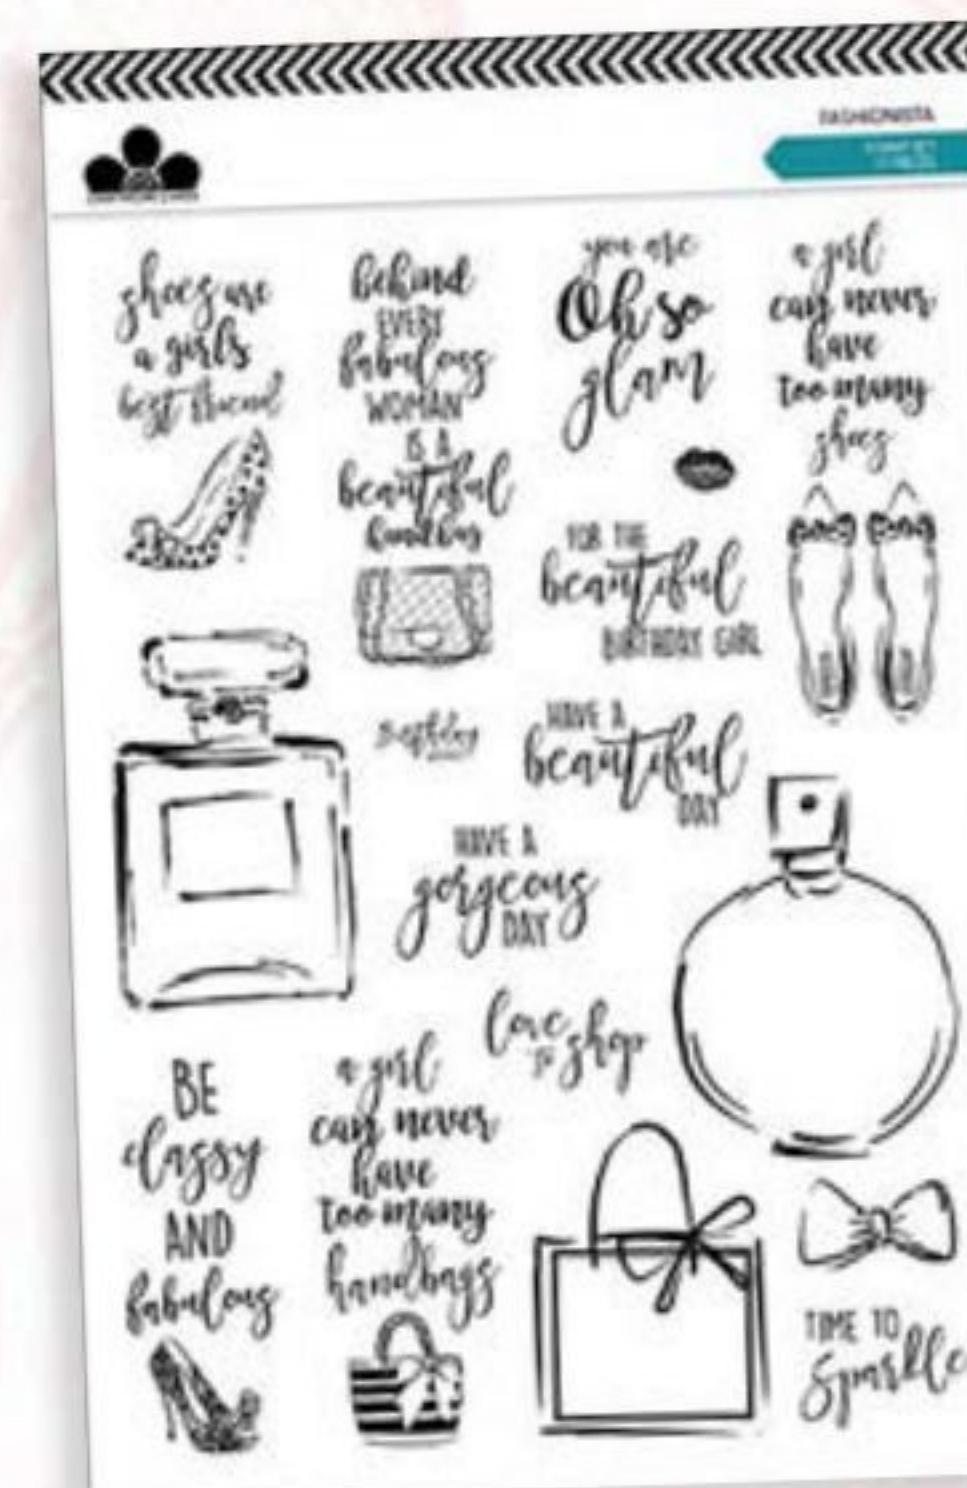 FASHIONISTA
shoes are
a girls
best friend
behind
EVERY
fabulous
WOMAN
IS A
beautiful
handbag
you are
Oh so
glam
a girl
can never
have
too many
shoes
FOR THE
beautiful
BIRTHDAY GIRL
Birthday
HAVE A
beautiful
DAY
HAVE A
gorgeous
DAY
love
to shop
BE
classy
AND
fabulous
a girl
can never
have
too many
handbags
TIME TO
Sparkle